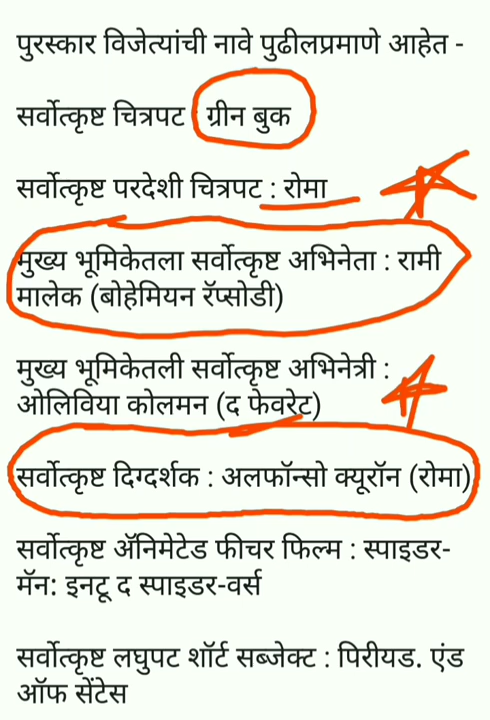 पुरस्कार विजेत्यांची नावे पुढीलप्रमाणे आहेत -
सर्वोत्कृष्ट चित्रपट ग्रीन बुक
सर्वोत्कृष्ट परदेशी चित्रपट : रोमा
मुख्य भूमिकेतला सर्वोत्कृष्ट अभिनेता : रामी
मालेक (बोहेमियन रॅप्सोडी)
मुख्य भूमिकेतली सर्वोत्कृष्ट अभिनेत्री :
ओलिविया कोलमन (द फेवरेट)
सर्वोत्कृष्ट दिग्दर्शक : अलफॉन्सो क्यूरॉन (रोमा)
सर्वोत्कृष्ट ॲनिमेटेड फीचर फिल्म : स्पाइडर-
मॅन: इनटू द स्पाइडर-वर्स
सर्वोत्कृष्ट लघुपट शॉर्ट सब्जेक्ट : पिरीयड. एंड
ऑफ सेंटेस